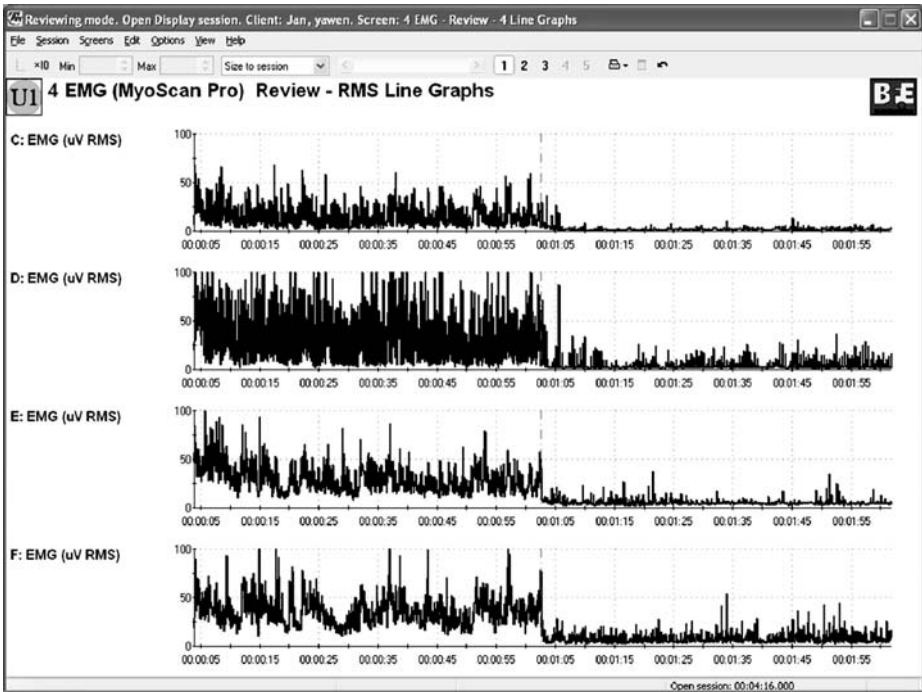 Reviewing mode. Open Display session. Client: Jan, yawen. Screen: 4 EMG - Review - 4 Line Graphs
File Session Screens Edit Options View Help
×10 Min Max Size to session 1 2 3 4 5
U1 4 EMG (MyoScan Pro) Review - RMS Line Graphs
C: EMG (uV RMS)
100
50
0
00:00:05 00:00:15 00:00:25 00:00:35 00:00:45 00:00:55 00:01:05 00:01:15 00:01:25 00:01:35 00:01:45 00:01:55
D: EMG (uV RMS)
100
50
0
00:00:05 00:00:15 00:00:25 00:00:35 00:00:45 00:00:55 00:01:05 00:01:15 00:01:25 00:01:35 00:01:45 00:01:55
E: EMG (uV RMS)
100
50
0
00:00:05 00:00:15 00:00:25 00:00:35 00:00:45 00:00:55 00:01:05 00:01:15 00:01:25 00:01:35 00:01:45 00:01:55
F: EMG (uV RMS)
100
50
0
00:00:05 00:00:15 00:00:25 00:00:35 00:00:45 00:00:55 00:01:05 00:01:15 00:01:25 00:01:35 00:01:45 00:01:55
Open session: 00:04:16.000